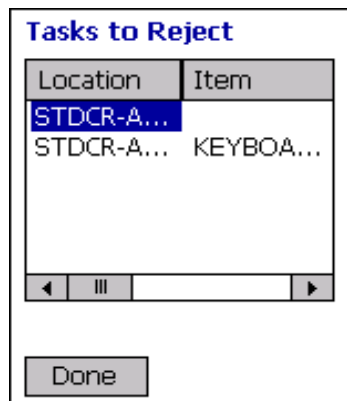 Tasks to Reject
Location Item
STDCR-A...
STDCR-A... KEYBOA...
Done